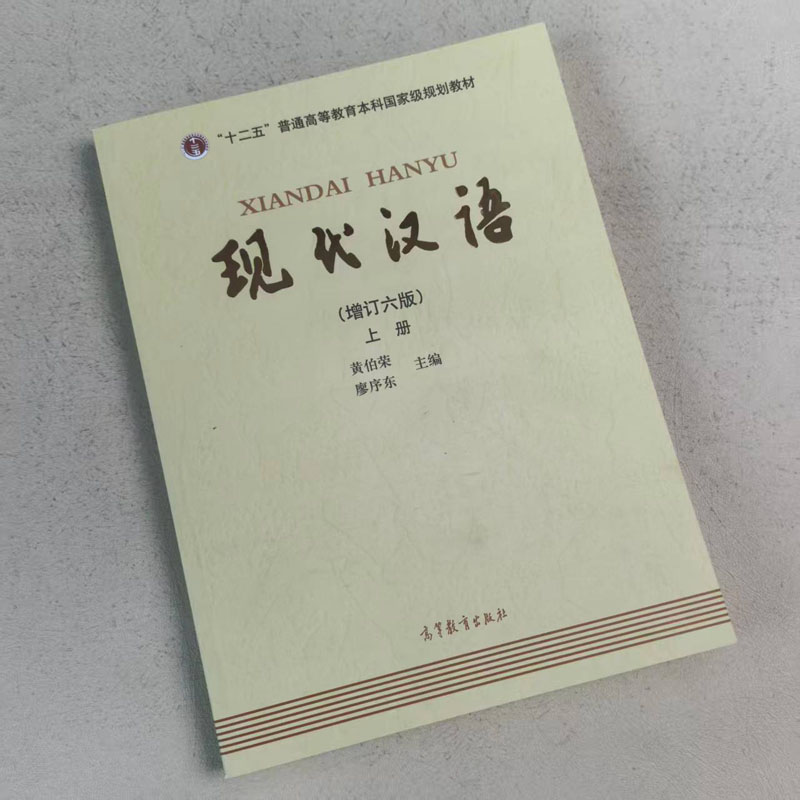 “十二五”普通高等教育本科国家级规划教材
XIANDAI HANYU
现代汉语
（增订六版）
上 册
黄伯荣
廖序东 主编
高等教育出版社